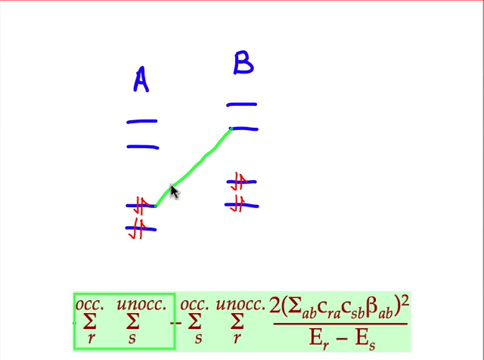 A B
occ. unocc. occ. unocc. 2(Σ_ab c_ra c_sb β_ab)²
Σ Σ − Σ Σ
r s s r E_r − E_s